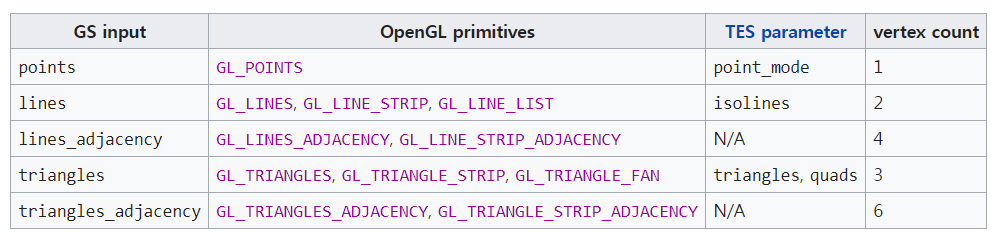 GS input OpenGL primitives TES parameter vertex count
points GL_POINTS point_mode 1
lines GL_LINES, GL_LINE_STRIP, GL_LINE_LIST isolines 2
lines_adjacency GL_LINES_ADJACENCY, GL_LINE_STRIP_ADJACENCY N/A 4
triangles GL_TRIANGLES, GL_TRIANGLE_STRIP, GL_TRIANGLE_FAN triangles, quads 3
triangles_adjacency GL_TRIANGLES_ADJACENCY, GL_TRIANGLE_STRIP_ADJACENCY N/A 6